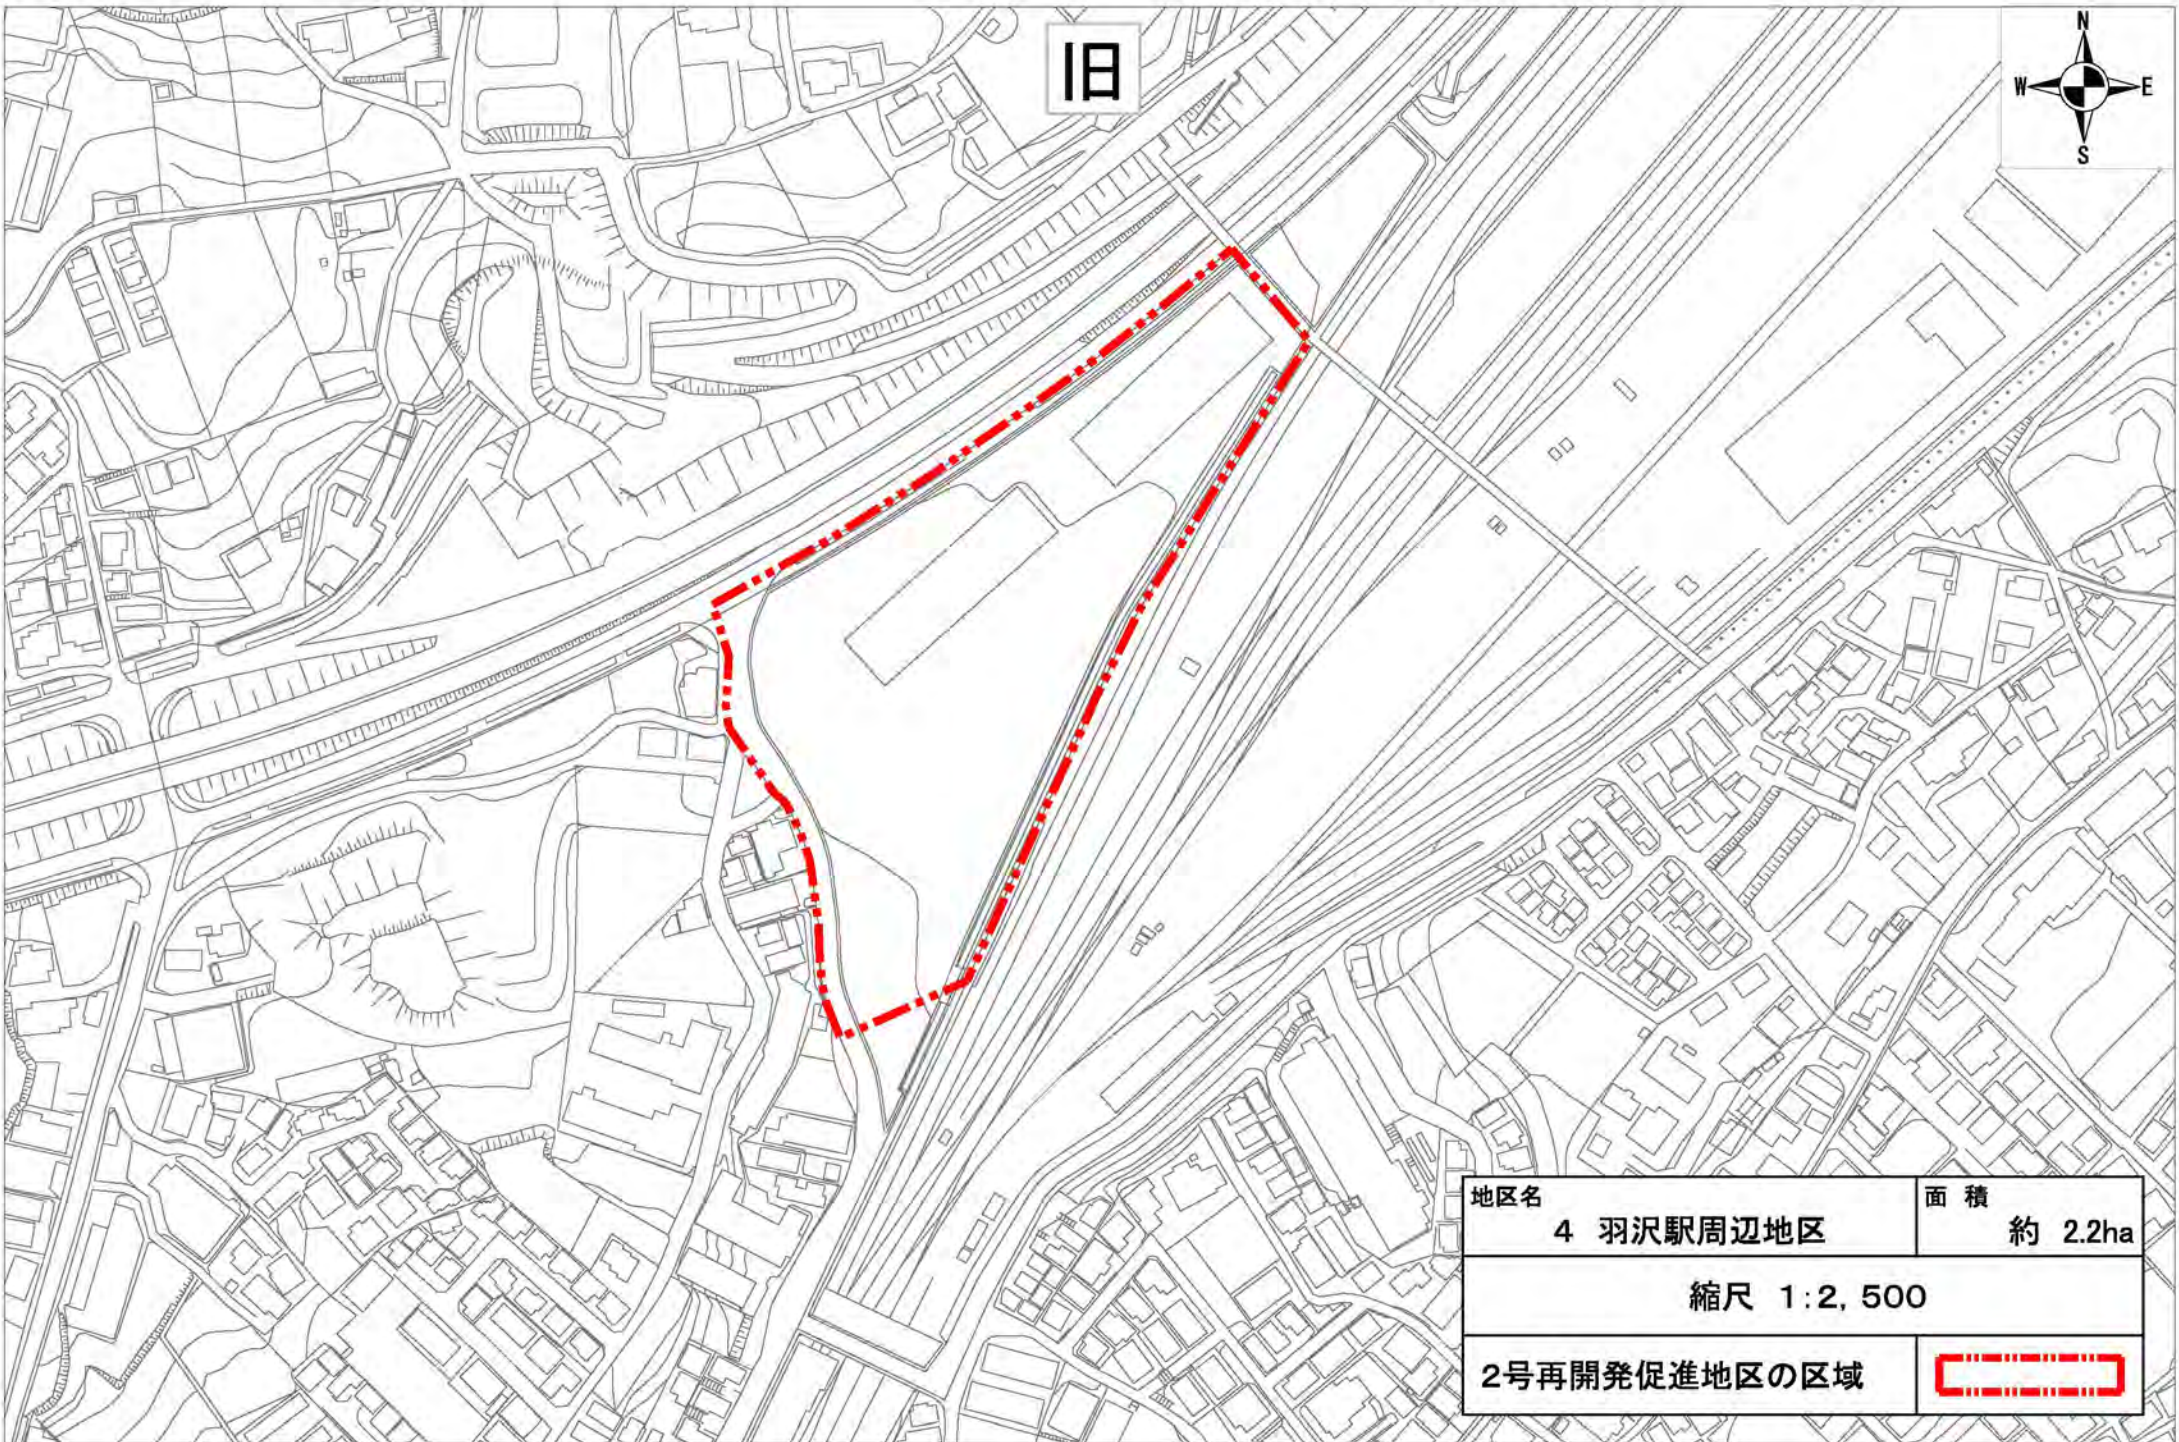 旧
N
W E
S
地区名
4 羽沢駅周辺地区
面 積
約 2.2ha
縮尺 1:2,500
2号再開発促進地区の区域